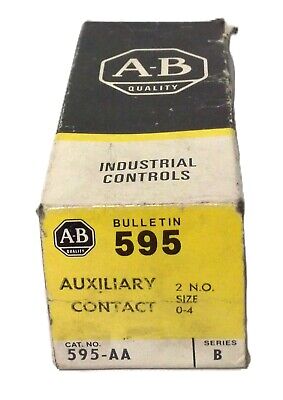 A-B
QUALITY
INDUSTRIAL
CONTROLS
A-B
QUALITY
BULLETIN
595
AUXILIARY
CONTACT
2 N.O.
SIZE
0-4
CAT. NO.
595-AA
SERIES
B